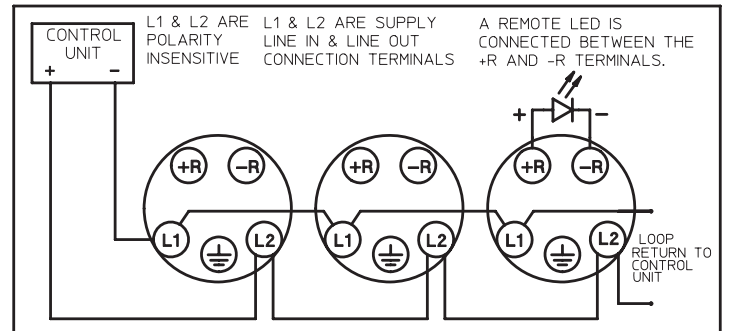 L1 & L2 ARE
POLARITY
INSENSITIVE
L1 & L2 ARE SUPPLY
LINE IN & LINE OUT
CONNECTION TERMINALS
A REMOTE LED IS
CONNECTED BETWEEN THE
+R AND –R TERMINALS.
CONTROL
UNIT
+ –
+ –
+R –R
+R –R
+R –R
L1 L2
L1 L2
L1 L2
LOOP
RETURN TO
CONTROL
UNIT